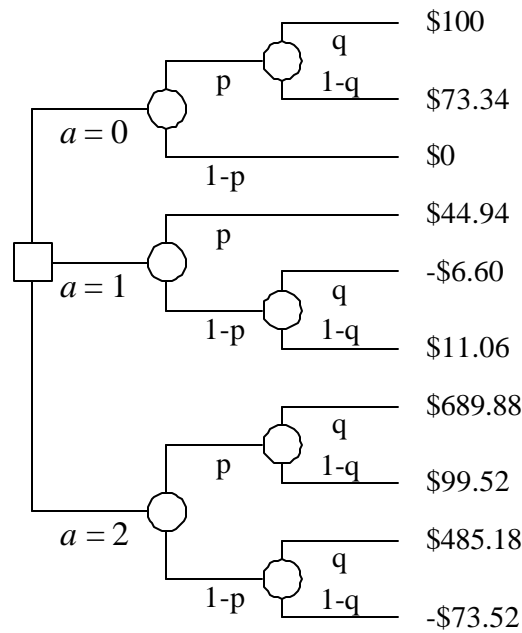 $100
q
p
1-q
$73.34
a = 0
$0
1-p
$44.94
p
-$6.60
a = 1
q
1-p
1-q
$11.06
$689.88
q
p
1-q
$99.52
a = 2
$485.18
q
1-p
1-q
-$73.52